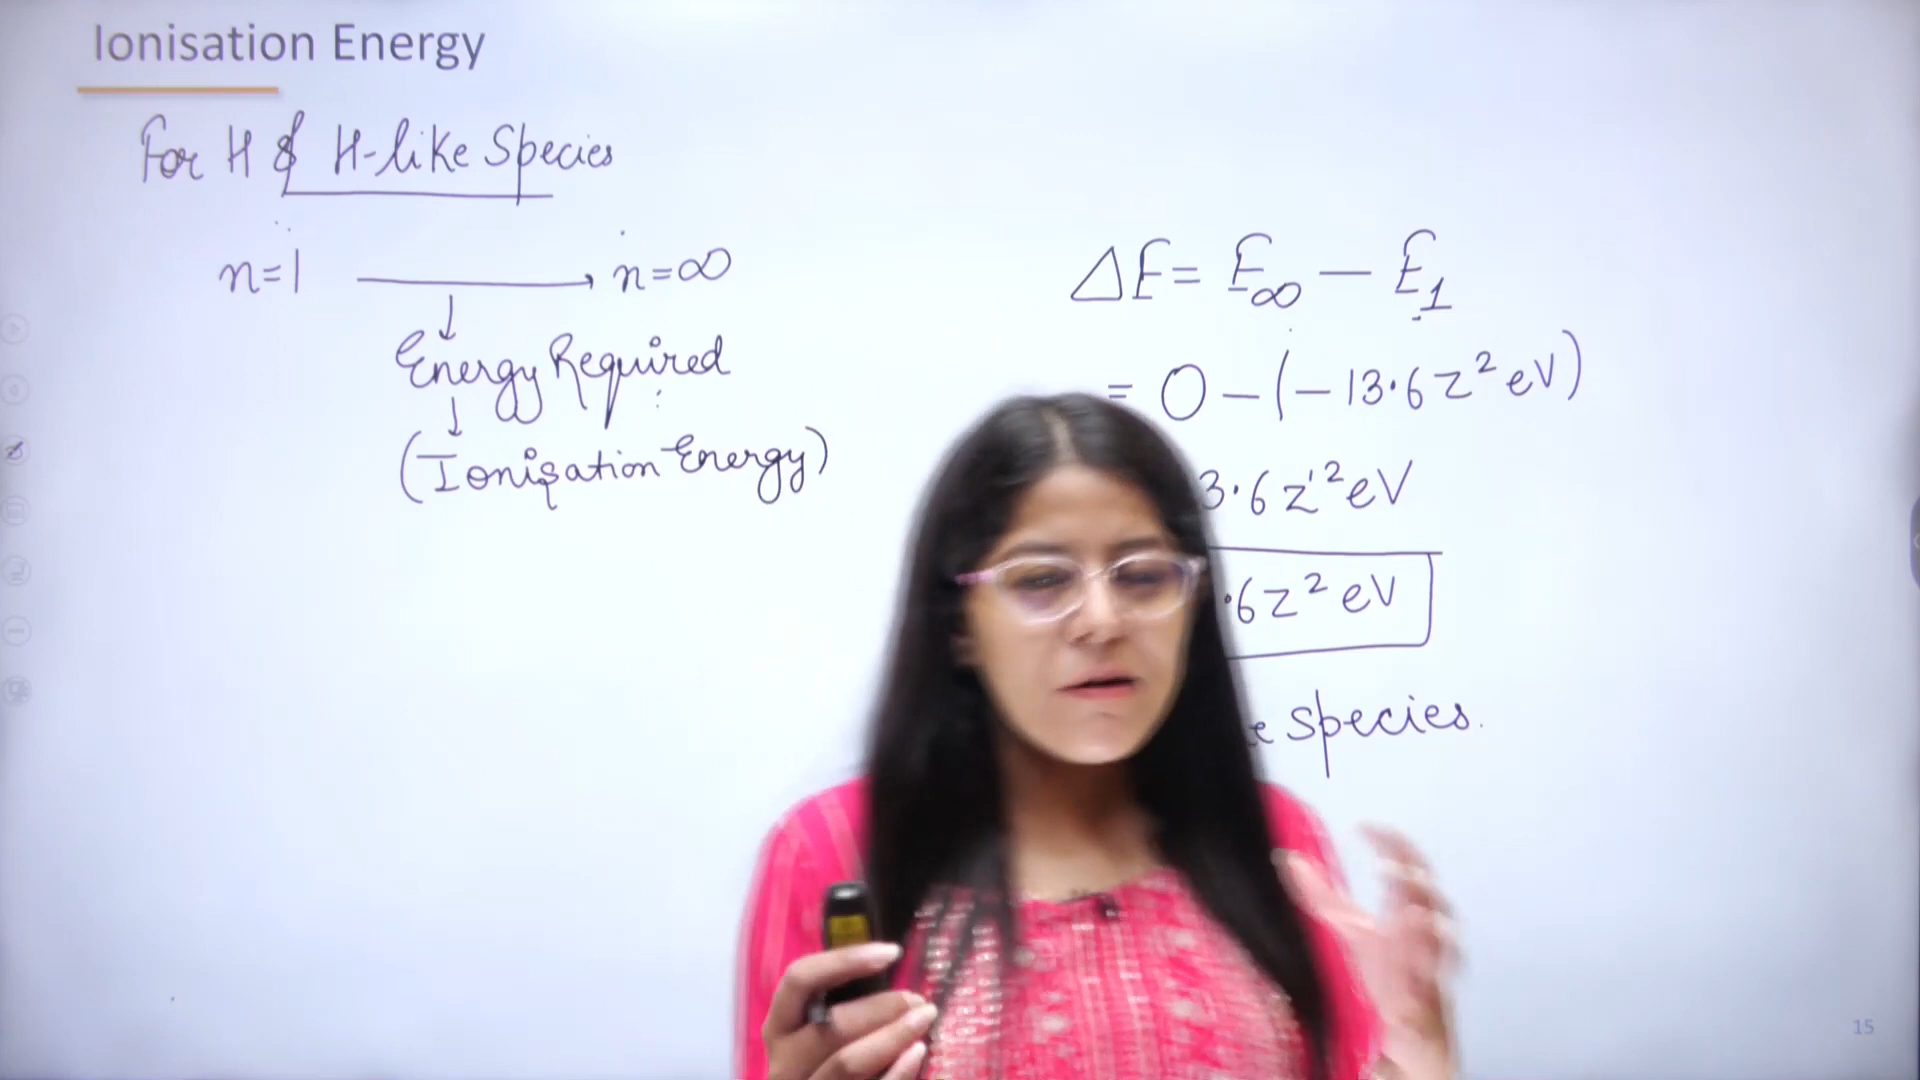 Ionisation Energy
For H & H-like Species
n=1 → n=∞
↓
Energy Required
↓
(Ionisation Energy)
ΔE = E∞ − E1
= 0 − (−13.6 Z² eV)
3.6 Z² eV
.6 Z² eV
Species.
15